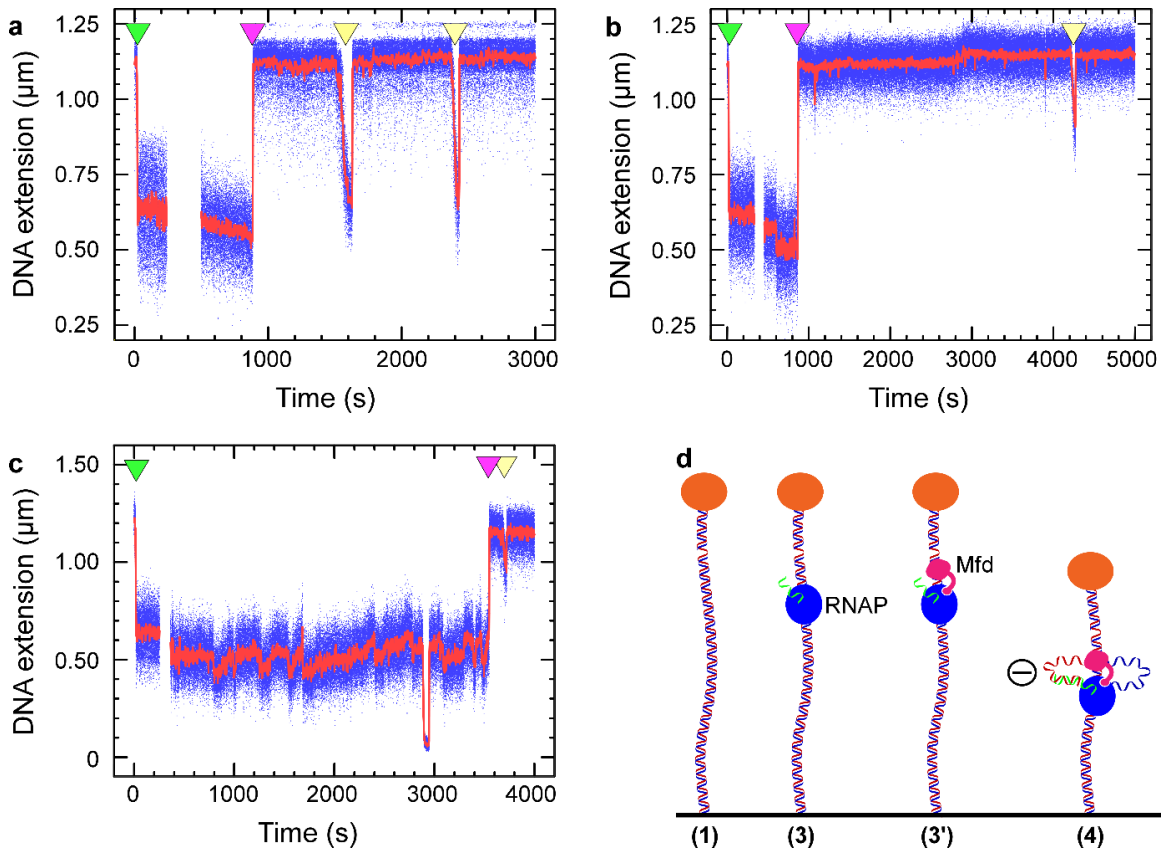 a
1.25
1.00
0.75
0.50
0.25
DNA extension (µm)
0 1000 2000 3000
Time (s)
b
1.25
1.00
0.75
0.50
0.25
DNA extension (µm)
0 1000 2000 3000 4000 5000
Time (s)
c
1.50
1.00
0.50
0
DNA extension (µm)
0 1000 2000 3000 4000
Time (s)
d
Mfd
RNAP
−
(1) (3) (3') (4)